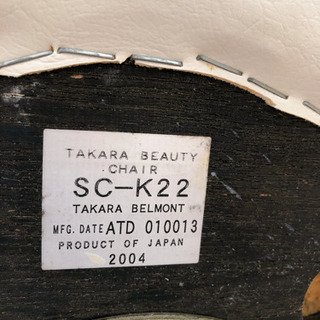 TAKARA BEAUTY
CHAIR
SC-K22
TAKARA BELMONT
MFG. DATE ATD 010013
PRODUCT OF JAPAN
2004